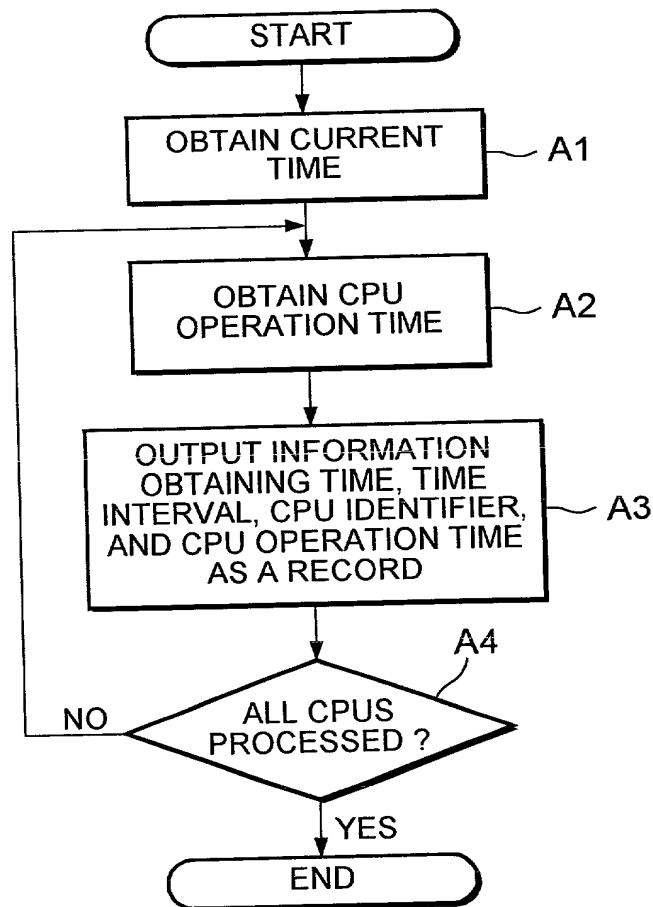 START
OBTAIN CURRENT
TIME
A1
OBTAIN CPU
OPERATION TIME
A2
OUTPUT INFORMATION
OBTAINING TIME, TIME
INTERVAL, CPU IDENTIFIER,
AND CPU OPERATION TIME
AS A RECORD
A3
A4
ALL CPUS
PROCESSED ?
NO
YES
END